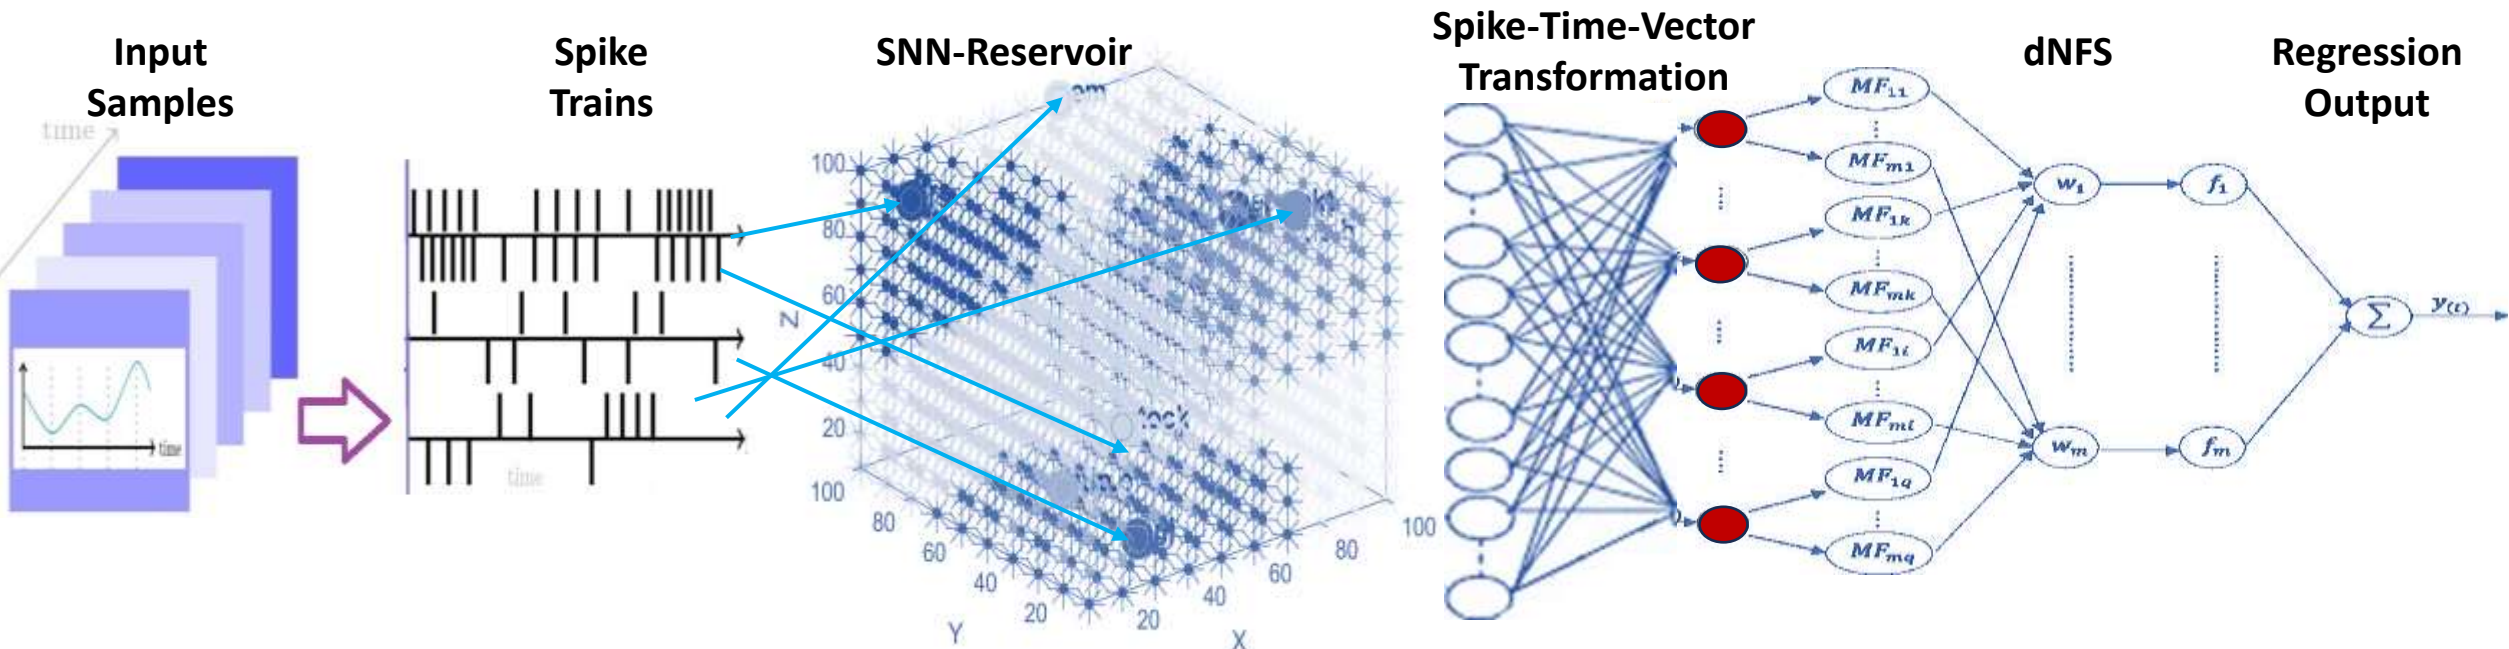 Input
Samples
Spike
Trains
SNN-Reservoir
Spike-Time-Vector
Transformation
dNFS
Regression
Output
time
time
time
100
80
60
40
20
Z
100
80
60
40
20
Y
20
40
60
80
100
X
MF₁₁
MFₘ₁
MF₁ₖ
MFₘₖ
MF₁ᵢ
MFₘᵢ
MF₁q
MFₘq
w₁
wₘ
f₁
fₘ
Σ
y₍ₜ₎